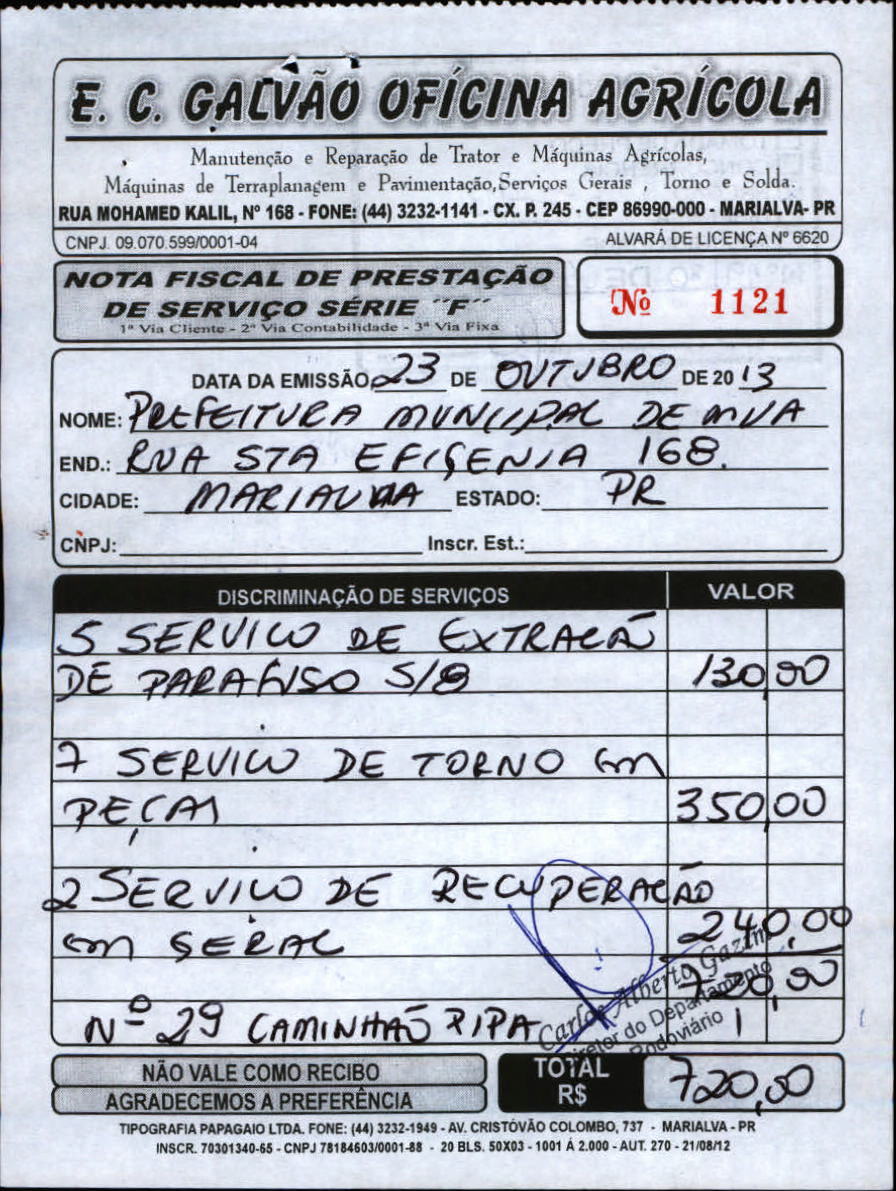 E. C. GALVÃO OFÍCINA AGRÍCOLA
Manutenção e Reparação de Trator e Máquinas Agrícolas,
Máquinas de Terraplanagem e Pavimentação,Serviços Gerais , Torno e Solda.
RUA MOHAMED KALIL, Nº 168 - FONE: (44) 3232-1141 - CX. P. 245 - CEP 86990-000 - MARIALVA- PR
CNPJ. 09.070.599/0001-04 ALVARÁ DE LICENÇA Nº 6620
NOTA FISCAL DE PRESTAÇÃO
DE SERVIÇO SÉRIE "F"
1ª Via Cliente - 2ª Via Contabilidade - 3ª Via Fixa
Nº 1121
DATA DA EMISSÃO 23 DE OUTUBRO DE 2013
NOME: PREFEITURA MUNICIPAL DE MVA
END.: RUA STA EFIGENIA 168.
CIDADE: MARIALVA ESTADO: PR
CNPJ: Inscr. Est.:
DISCRIMINAÇÃO DE SERVIÇOS VALOR
5 SERVIÇO DE EXTRAÇÃO
DE PARAFUSO 5/8 130,00
7 SERVIÇO DE TORNO EM
PEÇAS 350,00
2 SERVIÇO DE RECUPERAÇÃO
EM GERAL 240,00
720,00
Nº 29 CAMINHÃO PIPA
Carlos Alberto Gazim
Diretor do Departamento
Rodoviário
NÃO VALE COMO RECIBO
AGRADECEMOS A PREFERÊNCIA
TOTAL
R$ 720,00
TIPOGRAFIA PAPAGAIO LTDA. FONE: (44) 3232-1949 - AV. CRISTÓVÃO COLOMBO, 737 - MARIALVA - PR
INSCR. 70301340-65 - CNPJ 78184603/0001-88 - 20 BLS. 50X03 - 1001 Á 2.000 - AUT. 270 - 21/08/12